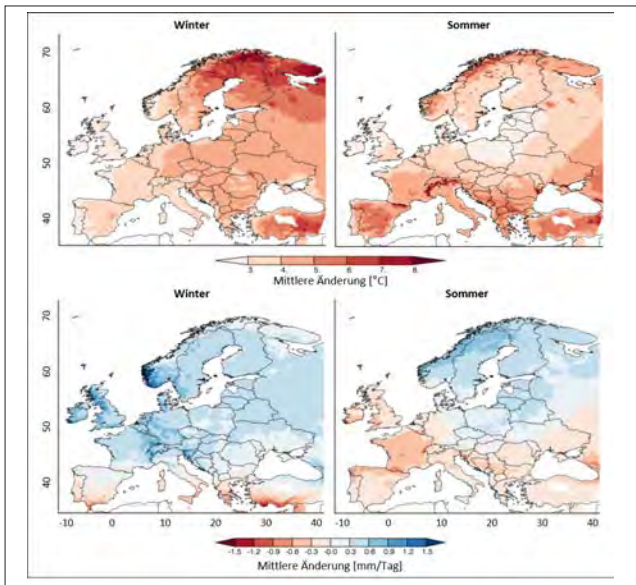 Winter Sommer
70
60
50
40
3. 4. 5. 6. 7. 8.
Mittlere Änderung [°C]
Winter Sommer
70
60
50
40
-10 0 10 20 30 40 -10 0 10 20 30 40
-1.5 -1.2 -0.9 -0.6 -0.3 -0.0 0.3 0.6 0.9 1.2 1.5
Mittlere Änderung [mm/Tag]